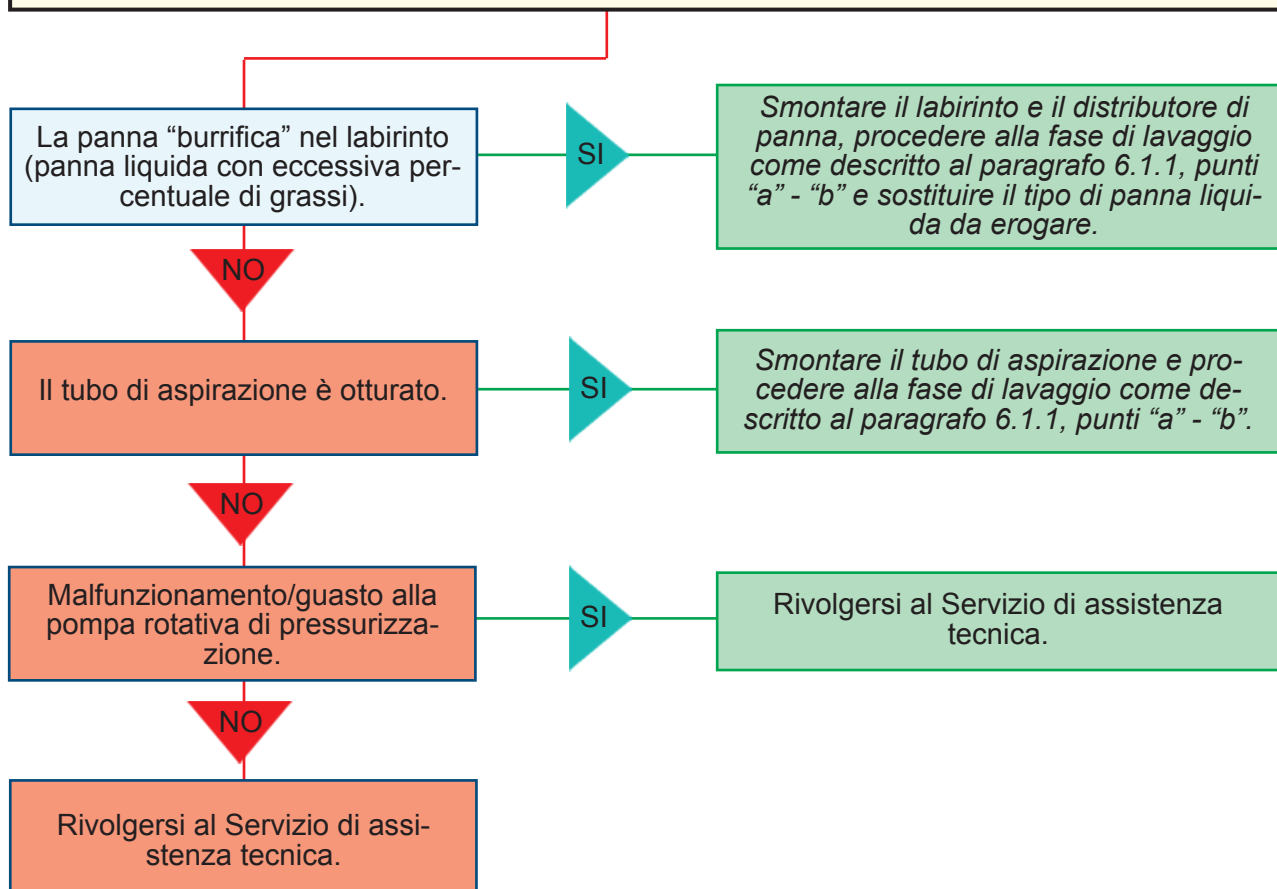 La panna “burrifica” nel labirinto
(panna liquida con eccessiva per-
centuale di grassi).
SI
Smontare il labirinto e il distributore di
panna, procedere alla fase di lavaggio
come descritto al paragrafo 6.1.1, punti
“a” - “b” e sostituire il tipo di panna liqui-
da da erogare.
NO
Il tubo di aspirazione è otturato.
SI
Smontare il tubo di aspirazione e pro-
cedere alla fase di lavaggio come de-
scritto al paragrafo 6.1.1, punti “a” - “b”.
NO
Malfunzionamento/guasto alla
pompa rotativa di pressurizza-
zione.
SI
Rivolgersi al Servizio di assistenza
tecnica.
NO
Rivolgersi al Servizio di assi-
stenza tecnica.